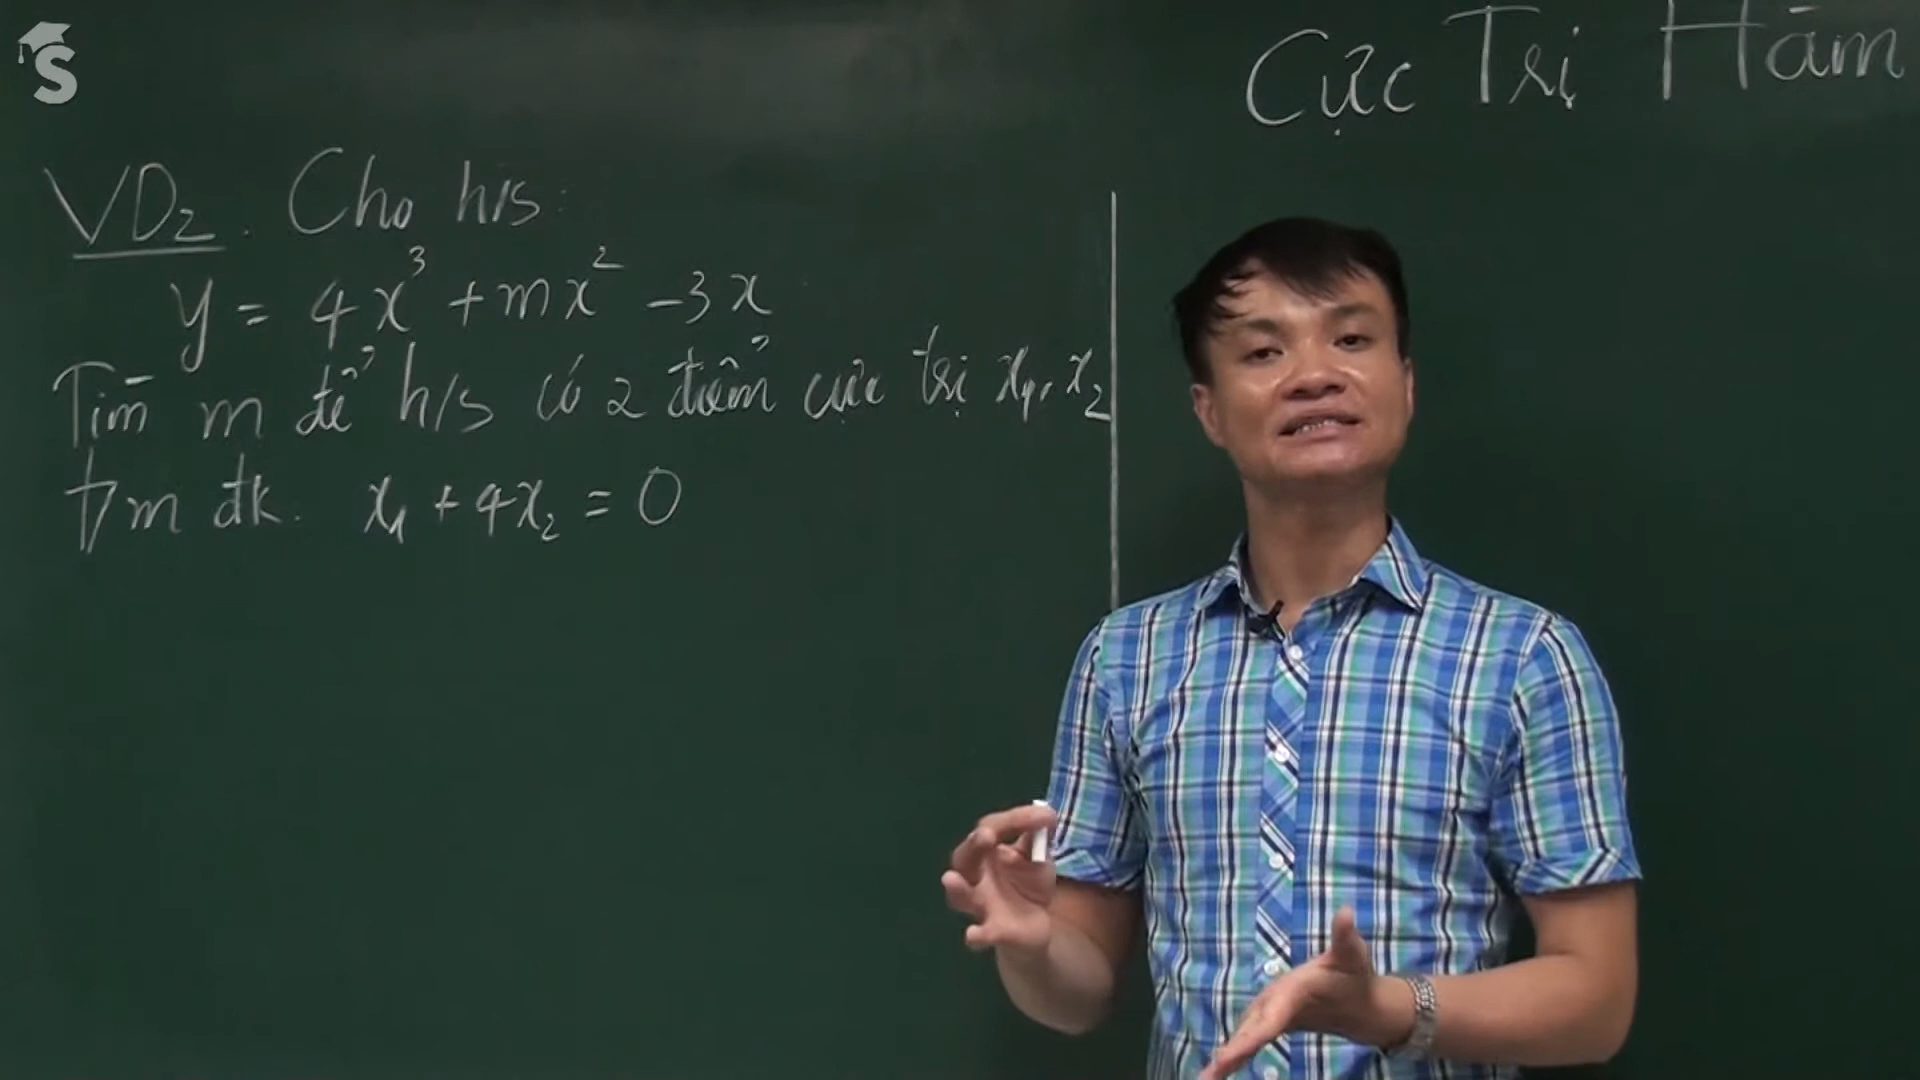 S
Cực Trị Hàm
VD2. Cho h/s:
y = 4x³ + mx² - 3x
Tìm m để h/s có 2 điểm cực trị x₁, x₂
t/m đk. x₁ + 4x₂ = 0